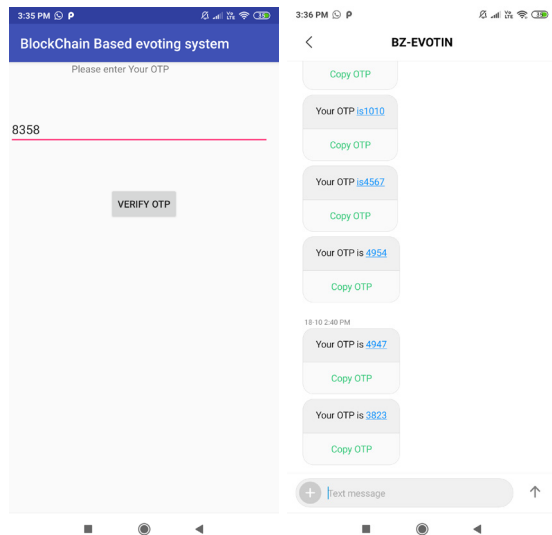 3:35 PM
BlockChain Based evoting system
Please enter Your OTP
8358
VERIFY OTP
3:36 PM
BZ-EVOTIN
Copy OTP
Your OTP is1010
Copy OTP
Your OTP is4567
Copy OTP
Your OTP is 4954
Copy OTP
18-10 2:40 PM
Your OTP is 4947
Copy OTP
Your OTP is 3823
Copy OTP
Text message